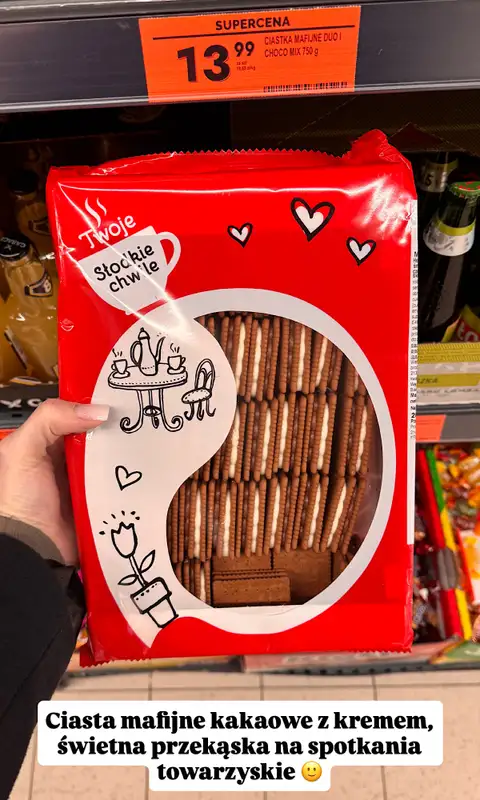 SUPERCENA
13 99
CIASTKA MAFIJNE DUO I
CHOCO MIX 750 g
Twoje
Słodkie
chwile
Ciasta mafijne kakaowe z kremem,
świetna przekąska na spotkania
towarzyskie 🙂